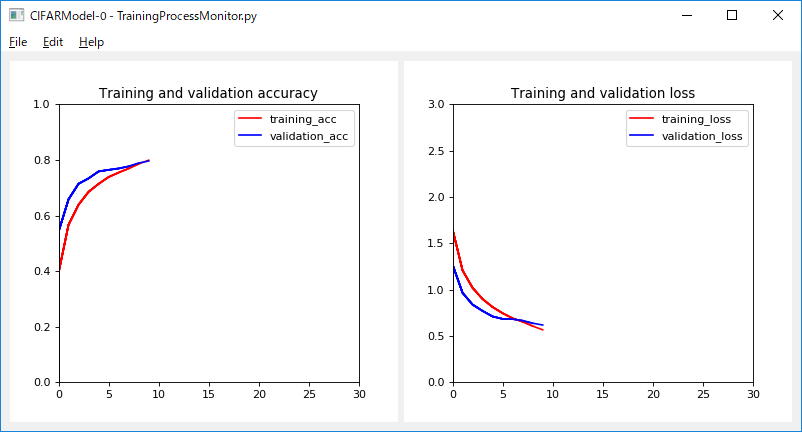 CIFARModel-0 - TrainingProcessMonitor.py
File Edit Help
Training and validation accuracy
1.0
0.8
0.6
0.4
0.2
0.0
0 5 10 15 20 25 30
training_acc
validation_acc
Training and validation loss
3.0
2.5
2.0
1.5
1.0
0.5
0.0
0 5 10 15 20 25 30
training_loss
validation_loss